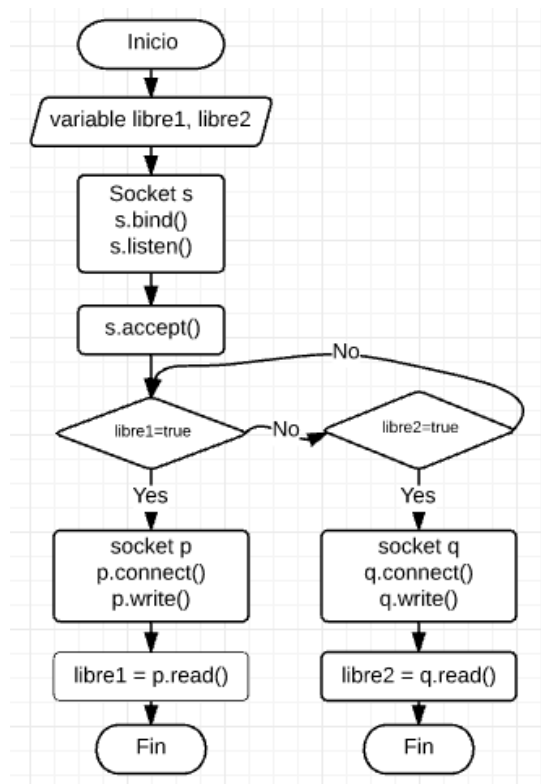 Inicio
variable libre1, libre2
Socket s
s.bind()
s.listen()
s.accept()
No
libre1=true
No
libre2=true
Yes
Yes
socket p
p.connect()
p.write()
socket q
q.connect()
q.write()
libre1 = p.read()
libre2 = q.read()
Fin
Fin